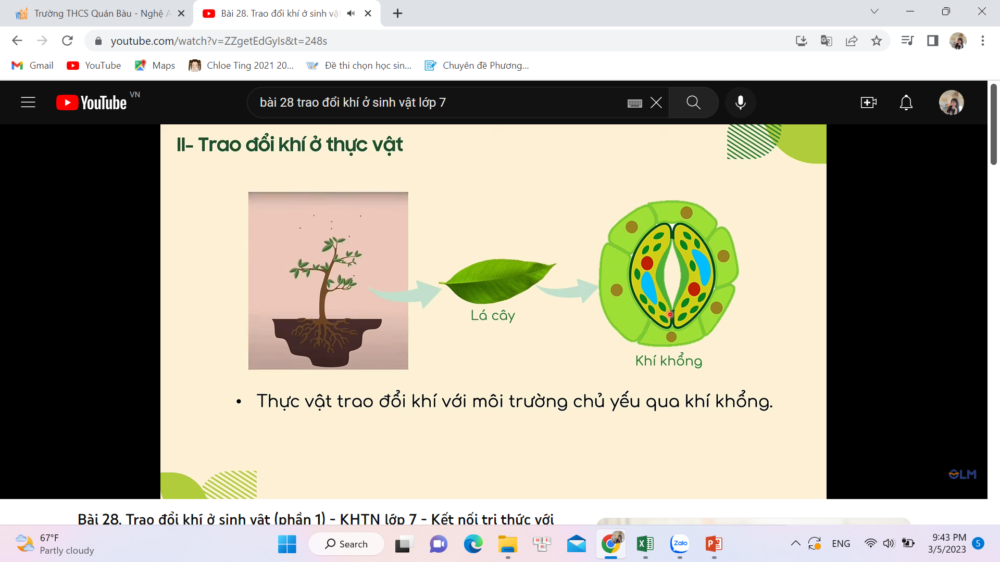 Trường THCS Quán Bàu - Nghệ A
Bài 28. Trao đổi khí ở sinh vật
youtube.com/watch?v=ZZgetEdGyIs&t=248s
Gmail
YouTube
Maps
Chloe Ting 2021 20...
Đề thi chọn học sin...
Chuyên đề Phương...
YouTube VN
bài 28 trao đổi khí ở sinh vật lớp 7
II- Trao đổi khí ở thực vật
Lá cây
Khí khổng
• Thực vật trao đổi khí với môi trường chủ yếu qua khí khổng.
OLM
Bài 28. Trao đổi khí ở sinh vật (phần 1) - KHTN lớp 7 - Kết nối tri thức với
67°F
Partly cloudy
Search
Zalo
ENG
9:43 PM
3/5/2023
5